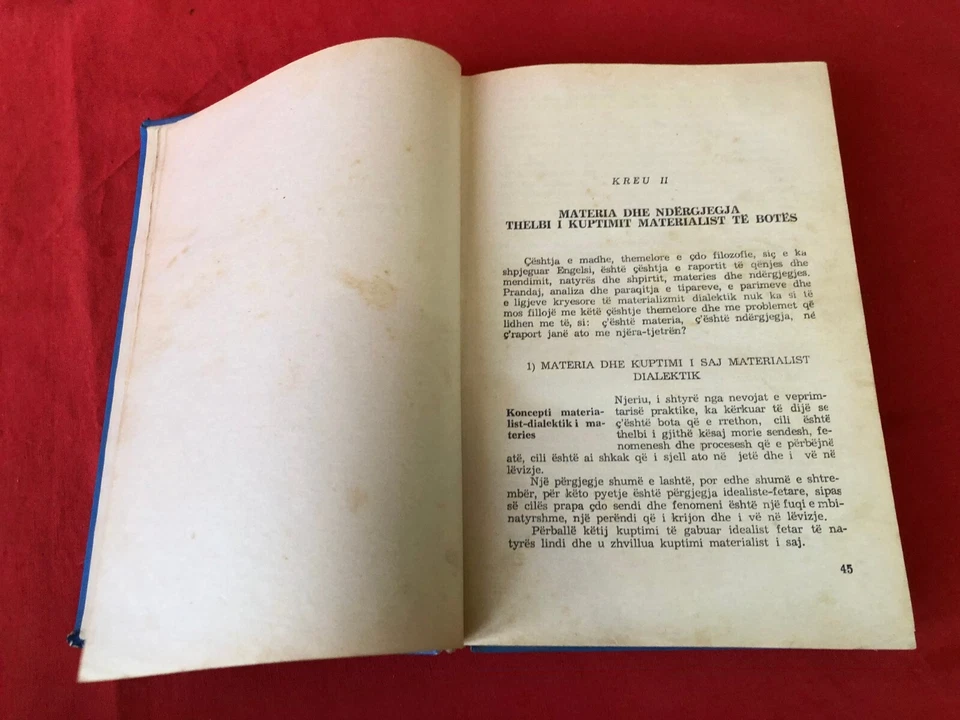 KREU II
MATERIA DHE NDËRGJEGJA
THELBI I KUPTIMIT MATERIALIST TË BOTËS
Çështja e madhe, themelore e çdo filozofie, siç e ka
shpjeguar Engelsi, është çështja e raportit të qënjes dhe
mendimit, natyrës dhe shpirtit, materies dhe ndërgjegjes.
Prandaj, analiza dhe paraqitja e tipareve, e parimeve dhe
e ligjeve kryesore të materializmit dialektik nuk ka si të
mos fillojë me këtë çështje themelore dhe me problemet që
lidhen me të, si: ç'është materia, ç'është ndërgjegja, në
ç'raport janë ato me njëra-tjetrën?
1) MATERIA DHE KUPTIMI I SAJ MATERIALIST
DIALEKTIK
Koncepti materia-
list-dialektik i ma-
teries
Njeriu, i shtyrë nga nevojat e veprim-
tarisë praktike, ka kërkuar të dijë se
ç'është bota që e rrethon, cili është
thelbi i gjithë kësaj morie sendesh, fe-
nomenesh dhe procesesh që e përbëjnë
atë, cili është ai shkak që i sjell ato në jetë dhe i vë në
lëvizje.
Një përgjegje shumë e lashtë, por edhe shumë e shtre-
mbër, për këto pyetje është përgjegja idealiste-fetare, sipas
së cilës prapa çdo sendi dhe fenomeni është një fuqi e mbi-
natyrshme, një perëndi që i krijon dhe i vë në lëvizje.
Përballë këtij kuptimi të gabuar idealist fetar të na-
tyrës lindi dhe u zhvillua kuptimi materialist i saj.
45